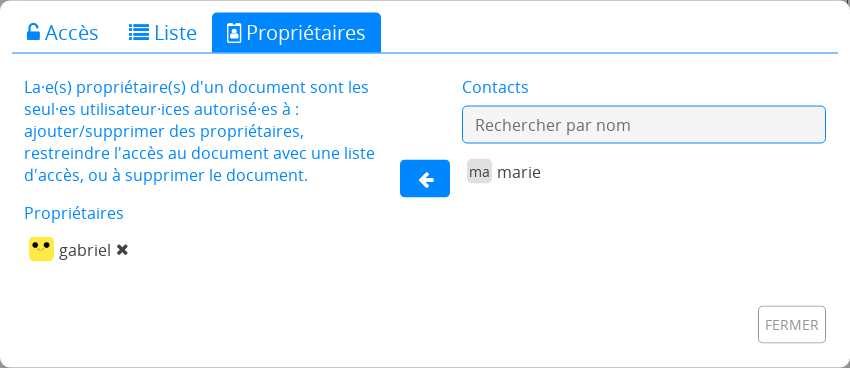 Accès
Liste
Propriétaires
La·e(s) propriétaire(s) d'un document sont les
seul·es utilisateur·ices autorisé·es à :
ajouter/supprimer des propriétaires,
restreindre l'accès au document avec une liste
d'accès, ou à supprimer le document.
Propriétaires
gabriel
Contacts
Rechercher par nom
ma marie
FERMER